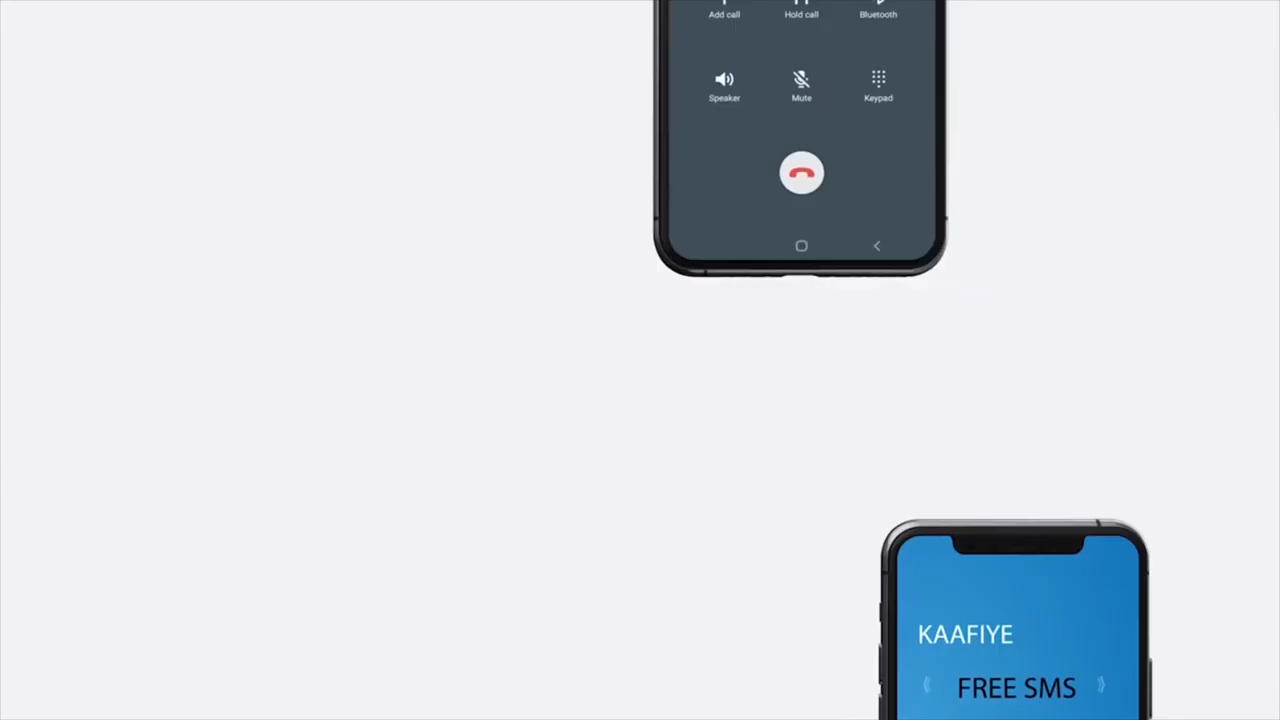 Add call Hold call Bluetooth
Speaker Mute Keypad
KAAFIYE
FREE SMS